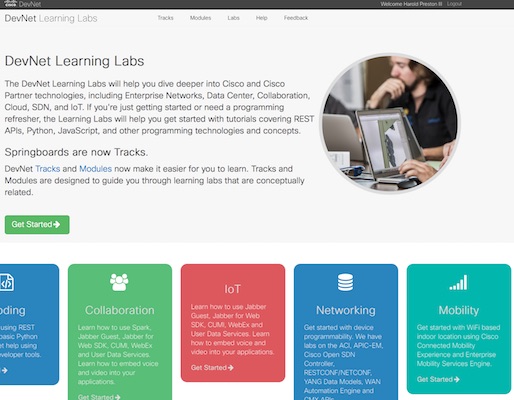 CISCO DevNet
Welcome Harold Preston III Logout
DevNet Learning Labs
Tracks Modules Labs Help Feedback
DevNet Learning Labs
The DevNet Learning Labs will help you dive deeper into Cisco and Cisco
Partner technologies, including Enterprise Networks, Data Center, Collaboration,
Cloud, SDN, and IoT. If you're just getting started or need a programming
refresher, the Learning Labs will help you get started with tutorials covering REST
APIs, Python, JavaScript, and other programming technologies and concepts.
Springboards are now Tracks.
DevNet Tracks and Modules now make it easier for you to learn. Tracks and
Modules are designed to guide you through learning labs that are conceptually
related.
Get Started
oding
using REST
basic Python
et help using
eveloper tools.
Collaboration
Learn how to use Spark,
Jabber Guest, Jabber for
Web SDK, CUMI, WebEx
and User Data Services.
Learn how to embed voice
and video into your
applications.
Get Started
IoT
Learn how to use Jabber
Guest, Jabber for Web
SDK, CUMI, WebEx and
User Data Services. Learn
how to embed voice and
video into your applications.
Get Started
Networking
Get started with device
programmability. We have
labs on the ACI, APIC-EM,
Cisco Open SDN
Controller,
RESTCONF/NETCONF,
YANG Data Models, WAN
Automation Engine and
CMX APIs
Mobility
Get started with WiFi based
indoor location using Cisco
Connected Mobility
Experience and Enterprise
Mobility Services Engine.
Get Started